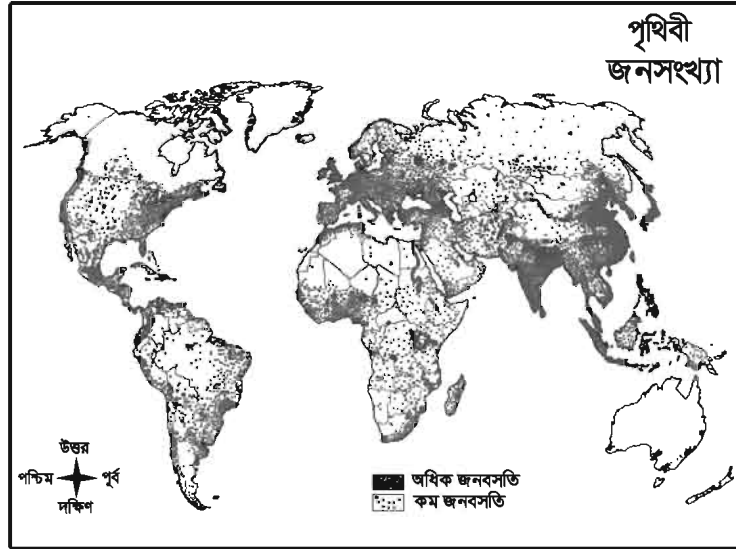 পৃথিবী
জনসংখ্যা
উত্তর
পশ্চিম পূর্ব
দক্ষিণ
অধিক জনবসতি
কম জনবসতি